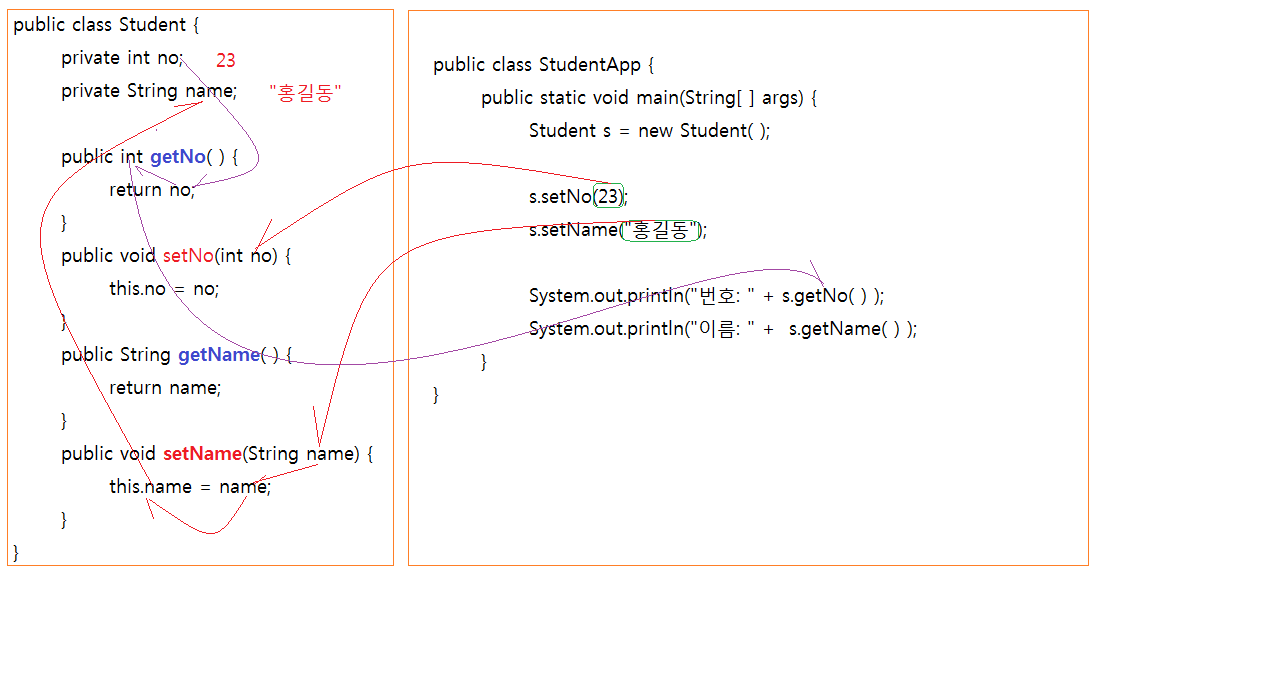 public class Student {
private int no; 23
private String name; "홍길동"
public int getNo( ) {
return no;
}
public void setNo(int no) {
this.no = no;
}
public String getName( ) {
return name;
}
public void setName(String name) {
this.name = name;
}
}
public class StudentApp {
public static void main(String[ ] args) {
Student s = new Student( );
s.setNo(23);
s.setName("홍길동");
System.out.println("번호: " + s.getNo( ) );
System.out.println("이름: " + s.getName( ) );
}
}